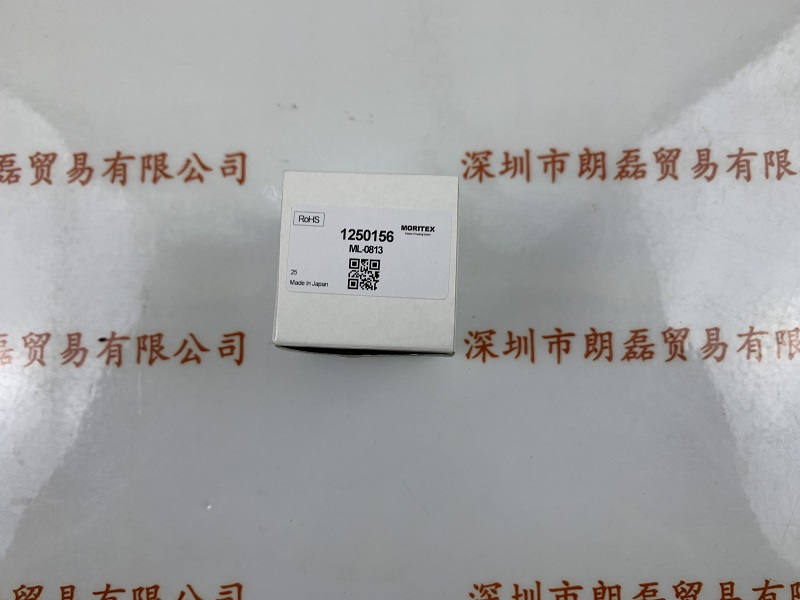 磊贸易有限公司
深圳市朗磊贸易有限
RoHS
MORITEX
1250156
ML-0813
25
Made in Japan
磊贸易有限公司
深圳市朗磊贸易有限
磊贸易有限公司
深圳市朗磊贸易有限